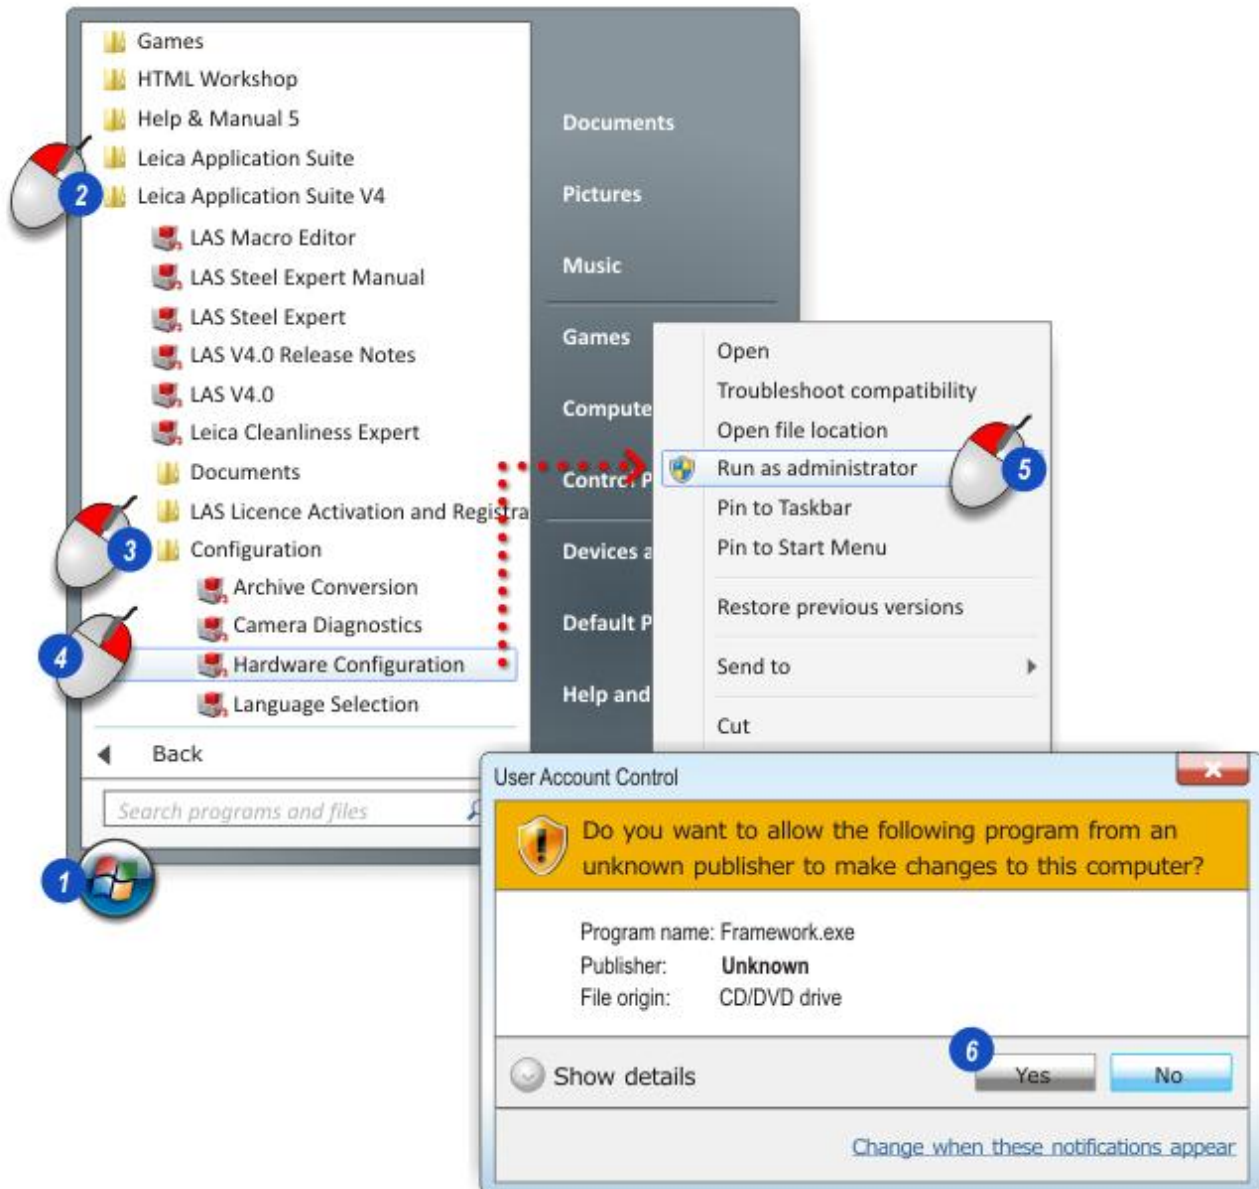 Games
HTML Workshop
Help & Manual 5
Leica Application Suite
2
Leica Application Suite V4
LAS Macro Editor
LAS Steel Expert Manual
LAS Steel Expert
LAS V4.0 Release Notes
LAS V4.0
Leica Cleanliness Expert
Documents
LAS Licence Activation and Registra
3
Configuration
Archive Conversion
Camera Diagnostics
4
Hardware Configuration
Language Selection
Back
Search programs and files
1
Documents
Pictures
Music
Games
Compute
Control P
Devices a
Default P
Help and
Open
Troubleshoot compatibility
Open file location
Run as administrator
5
Pin to Taskbar
Pin to Start Menu
Restore previous versions
Send to
Cut
User Account Control
Do you want to allow the following program from an
unknown publisher to make changes to this computer?
Program name: Framework.exe
Publisher: Unknown
File origin: CD/DVD drive
6
Show details
Yes
No
Change when these notifications appear